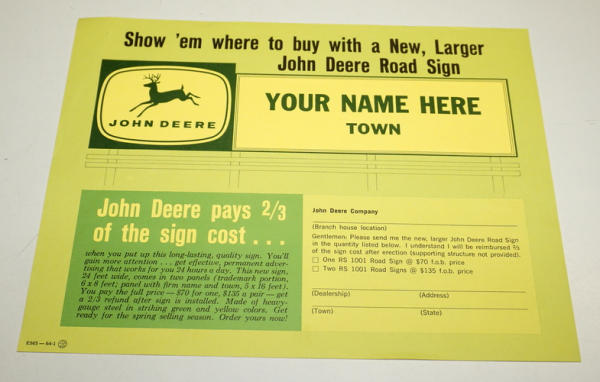 Show 'em where to buy with a New, Larger
John Deere Road Sign
JOHN DEERE
YOUR NAME HERE
TOWN
John Deere pays 2/3
of the sign cost . . .
when you put up this long-lasting, quality sign. You'll
gain more attention . . . get effective, permanent adver-
tising that works for you 24 hours a day. This new sign,
24 feet wide, comes in two panels (trademark portion,
6 x 8 feet; panel with firm name and town, 5 x 16 feet).
You pay the full price — $70 for one, $135 a pair — get
a 2/3 refund after sign is installed. Made of heavy-
gauge steel in striking green and yellow colors. Get
ready for the spring selling season. Order yours now!
John Deere Company
(Branch house location)
Gentlemen: Please send me the new, larger John Deere Road Sign
in the quantity listed below. I understand I will be reimbursed 2/3
of the sign cost after erection (supporting structure not provided).
One RS 1001 Road Sign @ $70 f.o.b. price
Two RS 1001 Road Signs @ $135 f.o.b. price
(Dealership) (Address)
(Town) (State)
E363 — 64-1